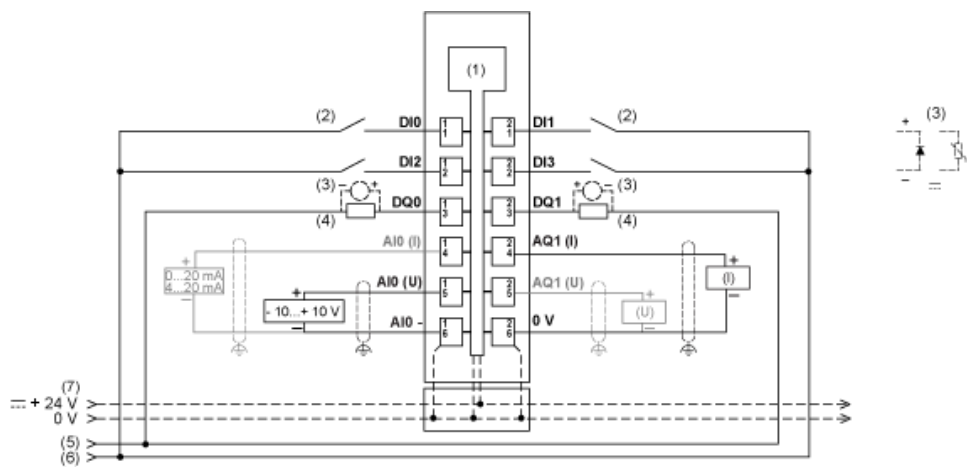 (1)
(2) DI0 1 1 2 1 DI1 (2)
+ (3)
DI2 1 2 2 2 DI3
(3) - + + - (3)
(4) DQ0 1 3 2 3 DQ1 (4)
- 
AI0 (I) 1 4 2 4 AQ1 (I)
+ 0...20 mA
4...20 mA -
+ (I) -
AI0 (U) 1 5 2 5 AQ1 (U)
+ - 10...+ 10 V -
+ (U) -
AI0 - 1 6 2 6 0 V
(7)
+ 24 V
0 V
(5)
(6)